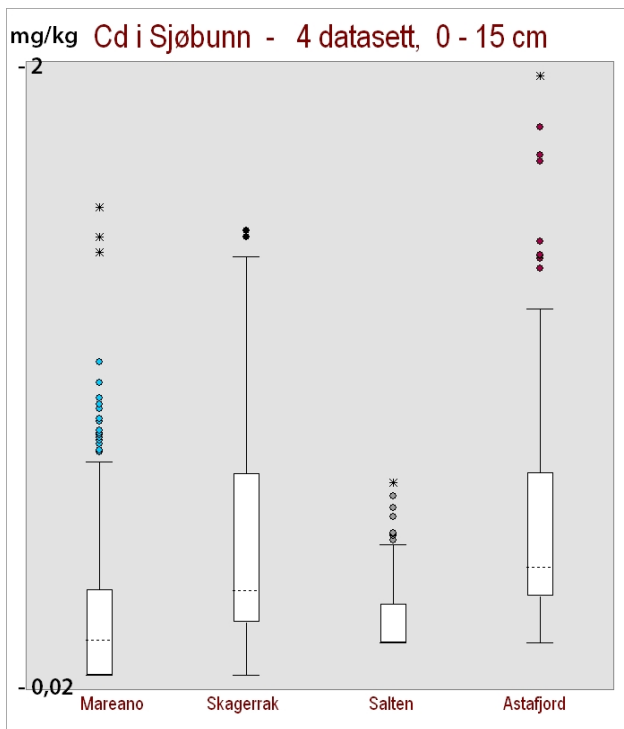 mg/kg Cd i Sjøbunn - 4 datasett, 0 - 15 cm
- 2
- 0,02
Mareano Skagerrak Salten Astafjord